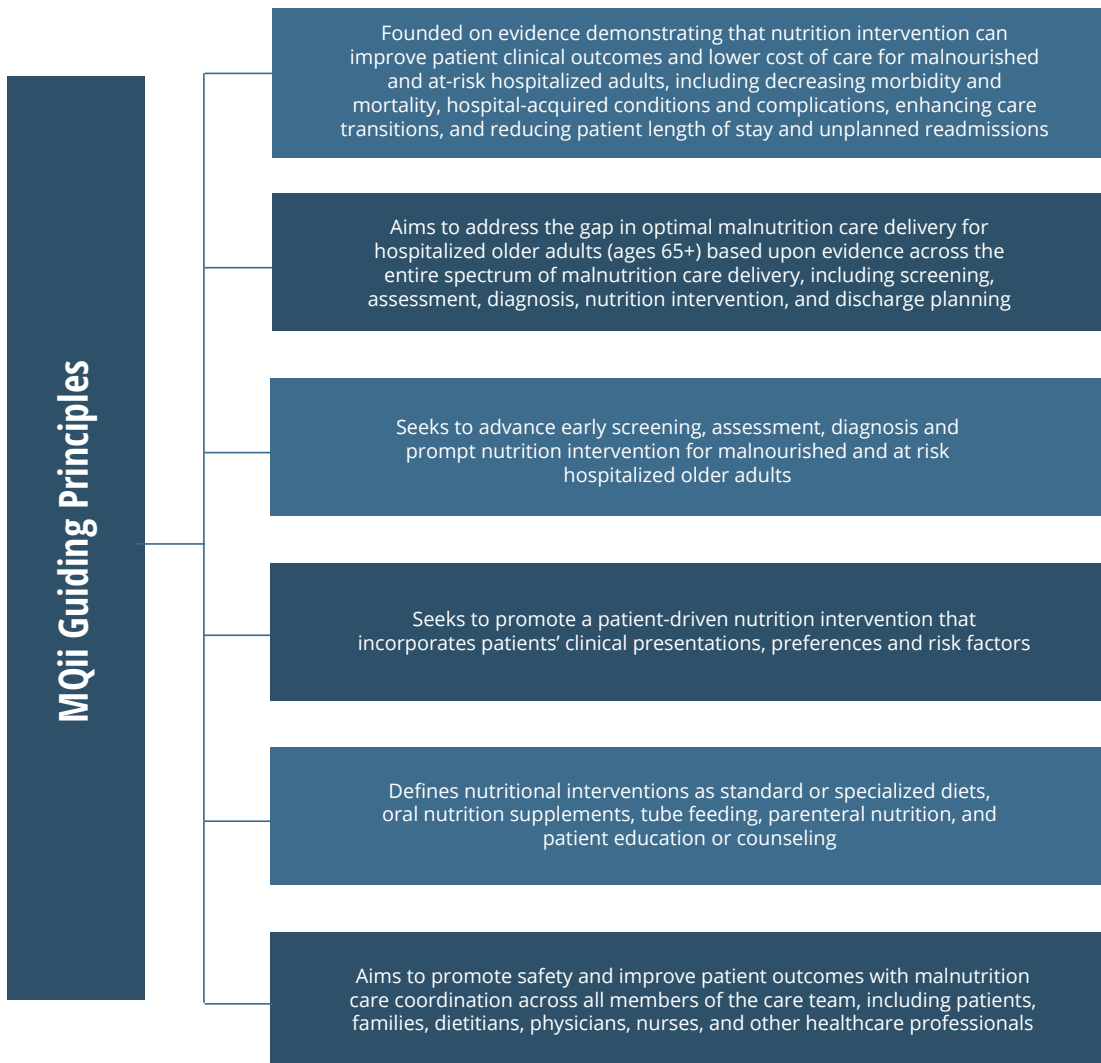 MQii Guiding Principles
Founded on evidence demonstrating that nutrition intervention can
improve patient clinical outcomes and lower cost of care for malnourished
and at-risk hospitalized adults, including decreasing morbidity and
mortality, hospital-acquired conditions and complications, enhancing care
transitions, and reducing patient length of stay and unplanned readmissions
Aims to address the gap in optimal malnutrition care delivery for
hospitalized older adults (ages 65+) based upon evidence across the
entire spectrum of malnutrition care delivery, including screening,
assessment, diagnosis, nutrition intervention, and discharge planning
Seeks to advance early screening, assessment, diagnosis and
prompt nutrition intervention for malnourished and at risk
hospitalized older adults
Seeks to promote a patient-driven nutrition intervention that
incorporates patients’ clinical presentations, preferences and risk factors
Defines nutritional interventions as standard or specialized diets,
oral nutrition supplements, tube feeding, parenteral nutrition, and
patient education or counseling
Aims to promote safety and improve patient outcomes with malnutrition
care coordination across all members of the care team, including patients,
families, dietitians, physicians, nurses, and other healthcare professionals